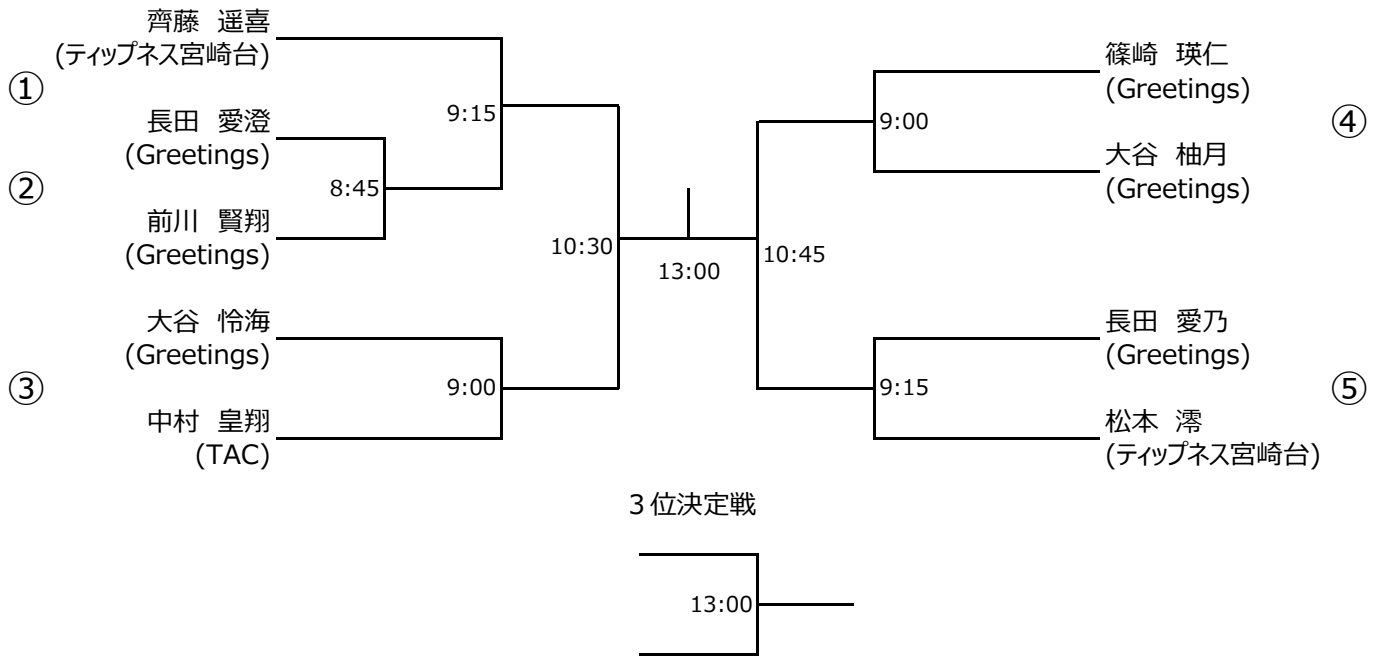 齊藤 遥喜
(ティップネス宮崎台)
①
9:15
長田 愛澄
(Greetings)
②
8:45
前川 賢翔
(Greetings)
10:30
大谷 怜海
(Greetings)
③
9:00
中村 皇翔
(TAC)
13:00
篠崎 瑛仁
(Greetings)
9:00
④
大谷 柚月
(Greetings)
10:45
長田 愛乃
(Greetings)
9:15
⑤
松本 澪
(ティップネス宮崎台)
3位決定戦
13:00